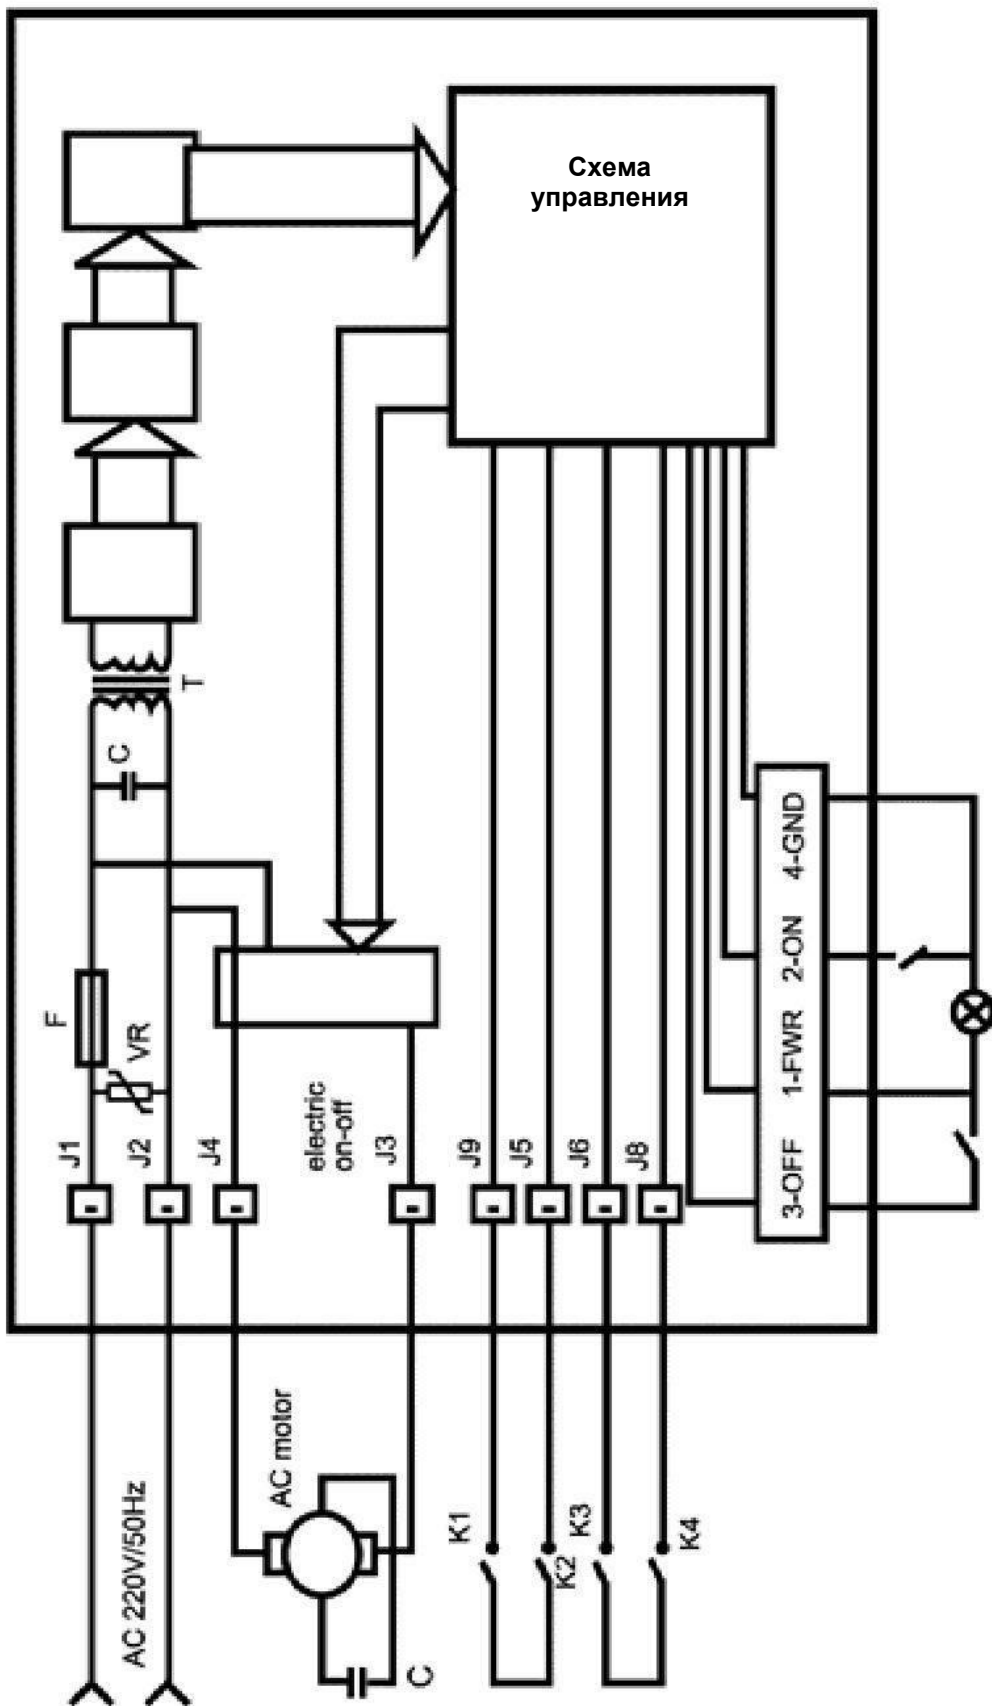 Схема
управления
T
C
F
VR
J1
J2
J4
electric
on-off
J3
J9
J5
J6
J8
4-GND
2-ON
1-FWR
3-OFF
AC 220V/50Hz
AC motor
C
K1
K2
K3
K4